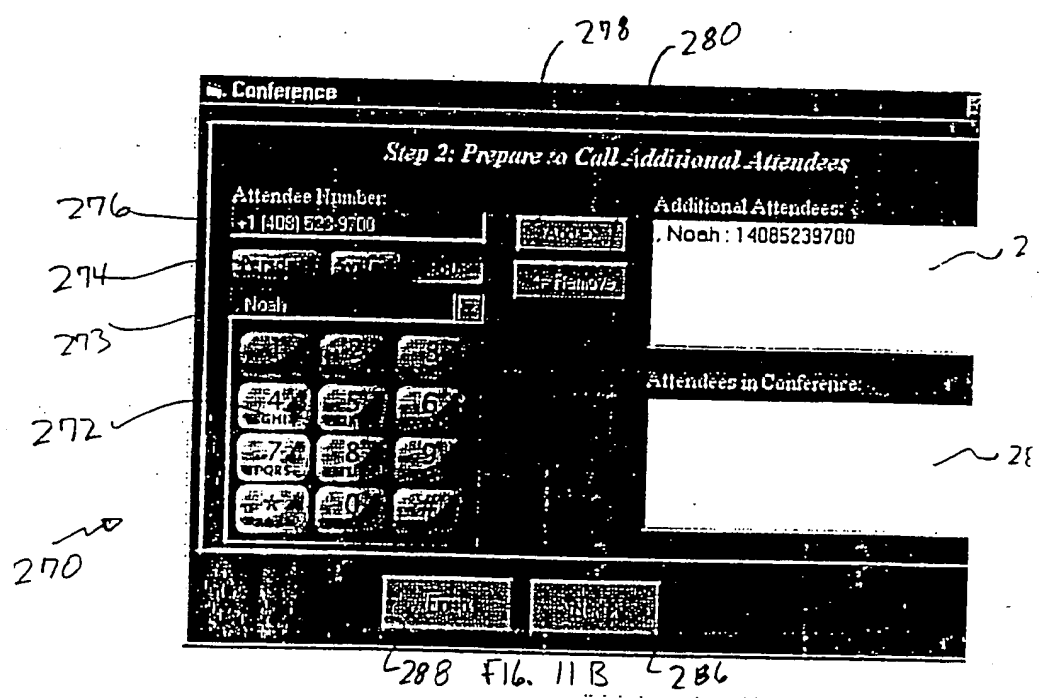 278 280
Conference
Step 2: Prepare to Call Additional Attendees
276
Attendee Number:
+1 (408) 523-9700
Additional Attendees:
, Noah : 14085239700
2
274
Remove
, Noah
273
272
4 5 6
GHI
7 8 9
PQRS
* 0 #
Attendees in Conference:
28
270
288 FIG. 11B 286